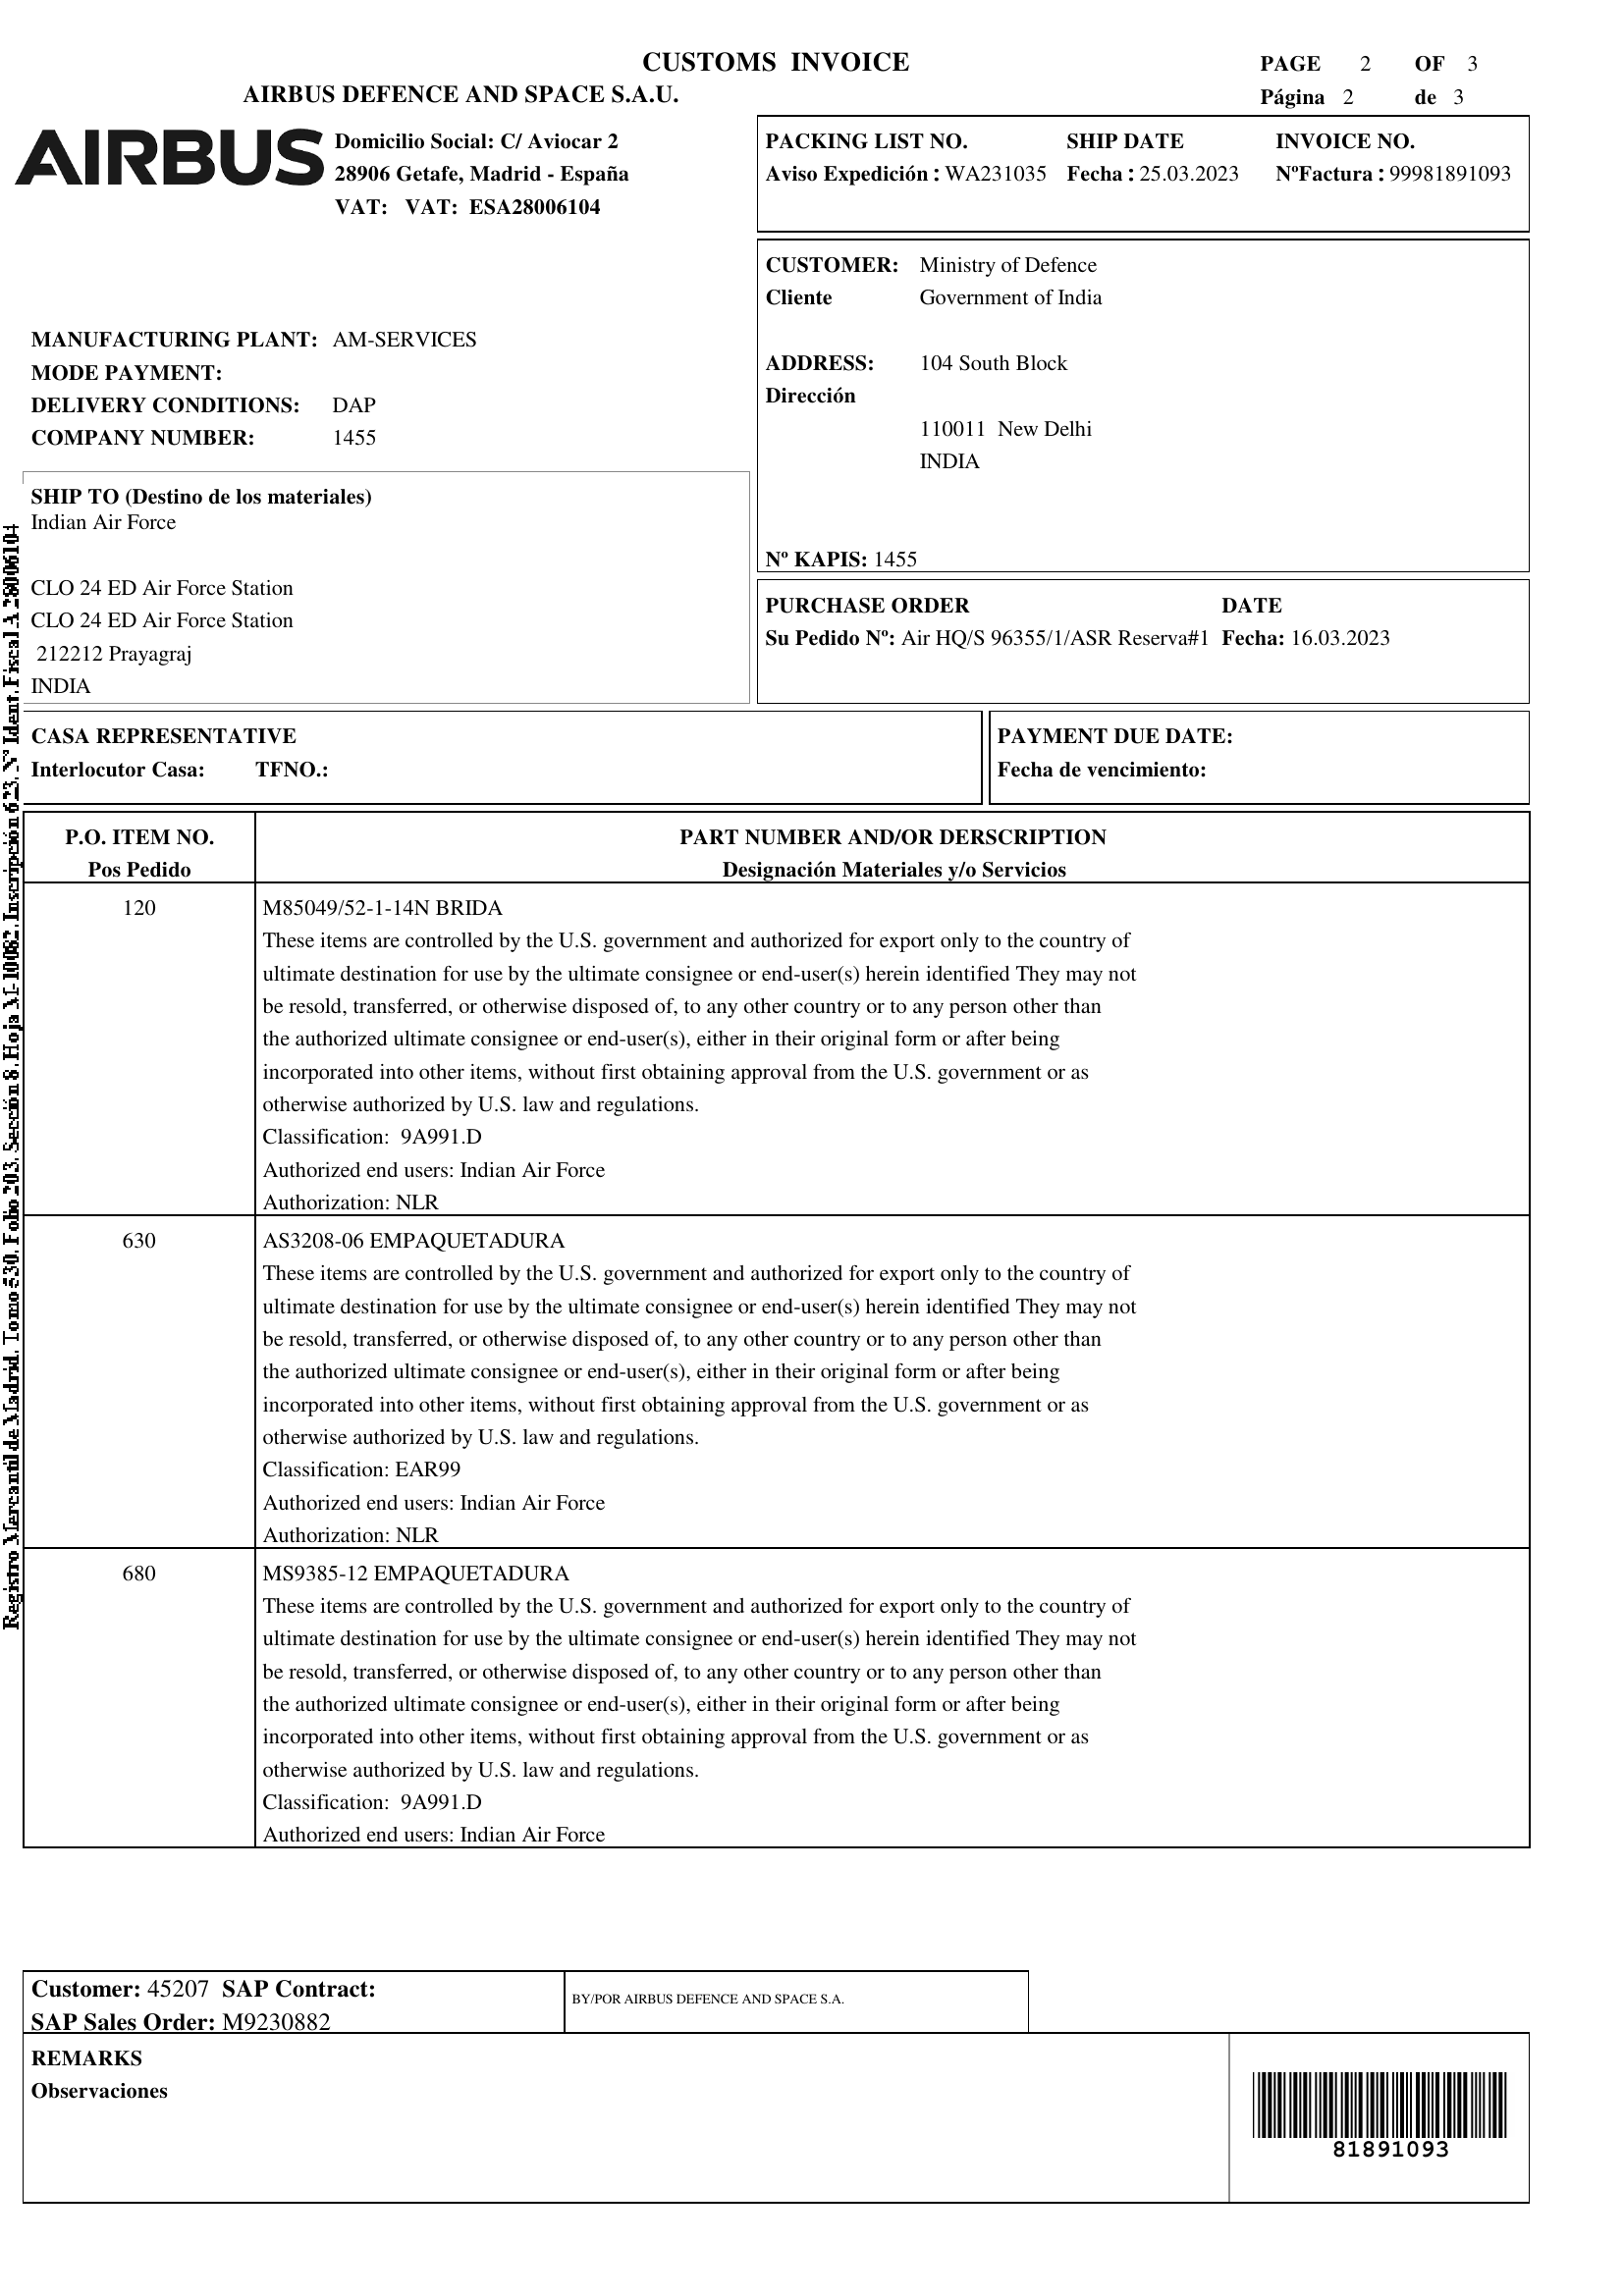 CUSTOMS INVOICE
PAGE 2 OF 3
AIRBUS DEFENCE AND SPACE S.A.U.
Página 2 de 3
AIRBUS
Domicilio Social: C/ Aviocar 2
28906 Getafe, Madrid - España
VAT: VAT: ESA28006104
PACKING LIST NO. SHIP DATE INVOICE NO.
Aviso Expedición : WA231035 Fecha : 25.03.2023 NºFactura : 99981891093
CUSTOMER: Ministry of Defence
Cliente Government of India
ADDRESS: 104 South Block
Dirección
110011 New Delhi
INDIA
Nº KAPIS: 1455
MANUFACTURING PLANT: AM-SERVICES
MODE PAYMENT:
DELIVERY CONDITIONS: DAP
COMPANY NUMBER: 1455
SHIP TO (Destino de los materiales)
Indian Air Force
CLO 24 ED Air Force Station
CLO 24 ED Air Force Station
212212 Prayagraj
INDIA
PURCHASE ORDER DATE
Su Pedido Nº: Air HQ/S 96355/1/ASR Reserva#1 Fecha: 16.03.2023
CASA REPRESENTATIVE
Interlocutor Casa: TFNO.:
PAYMENT DUE DATE:
Fecha de vencimiento:
P.O. ITEM NO. PART NUMBER AND/OR DERSCRIPTION
Pos Pedido Designación Materiales y/o Servicios
120 M85049/52-1-14N BRIDA
These items are controlled by the U.S. government and authorized for export only to the country of
ultimate destination for use by the ultimate consignee or end-user(s) herein identified They may not
be resold, transferred, or otherwise disposed of, to any other country or to any person other than
the authorized ultimate consignee or end-user(s), either in their original form or after being
incorporated into other items, without first obtaining approval from the U.S. government or as
otherwise authorized by U.S. law and regulations.
Classification: 9A991.D
Authorized end users: Indian Air Force
Authorization: NLR
630 AS3208-06 EMPAQUETADURA
These items are controlled by the U.S. government and authorized for export only to the country of
ultimate destination for use by the ultimate consignee or end-user(s) herein identified They may not
be resold, transferred, or otherwise disposed of, to any other country or to any person other than
the authorized ultimate consignee or end-user(s), either in their original form or after being
incorporated into other items, without first obtaining approval from the U.S. government or as
otherwise authorized by U.S. law and regulations.
Classification: EAR99
Authorized end users: Indian Air Force
Authorization: NLR
680 MS9385-12 EMPAQUETADURA
These items are controlled by the U.S. government and authorized for export only to the country of
ultimate destination for use by the ultimate consignee or end-user(s) herein identified They may not
be resold, transferred, or otherwise disposed of, to any other country or to any person other than
the authorized ultimate consignee or end-user(s), either in their original form or after being
incorporated into other items, without first obtaining approval from the U.S. government or as
otherwise authorized by U.S. law and regulations.
Classification: 9A991.D
Authorized end users: Indian Air Force
Customer: 45207 SAP Contract:
SAP Sales Order: M9230882
BY/POR AIRBUS DEFENCE AND SPACE S.A.
REMARKS
Observaciones
81891093
Registro Mercantil de Madrid, Tomo 530, Folio 203, Sección 8, Hoja M-10082, Inscripción 623, Nº Ident. Fiscal A 28006104